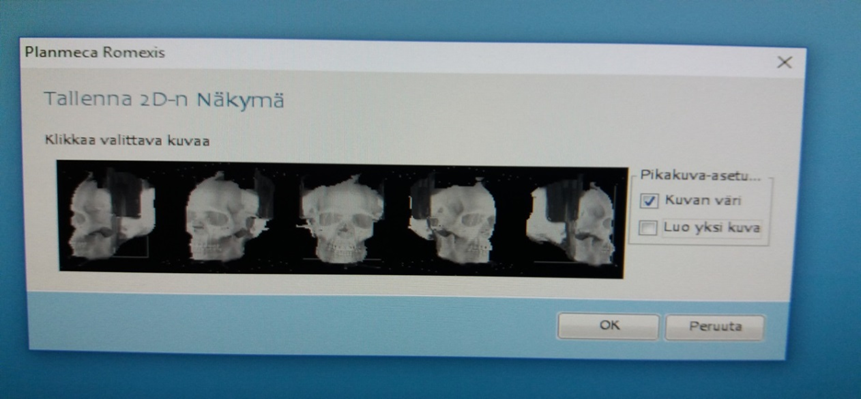 Planmeca Romexis
Tallenna 2D-n Näkymä
Klikkaa valittava kuvaa
Pikakuva-asetu...
Kuvan väri
Luo yksi kuva
OK
Peruuta